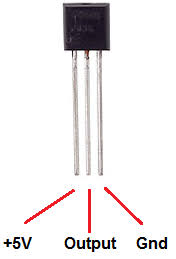 +5V Output Gnd